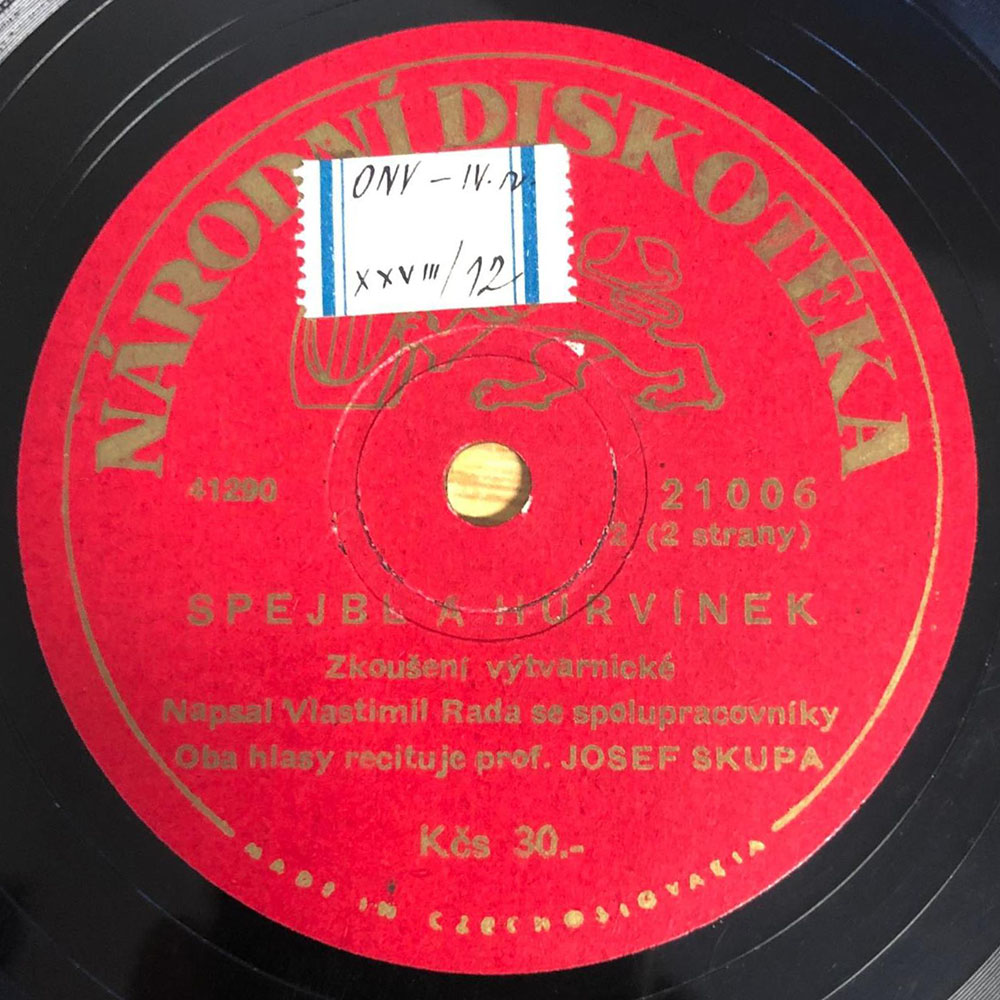 NÁRODNÍ DISKOTÉKA
ONV – IV. N.
XXVIII/12
41290
21006
2 (2 strany)
SPEJBL A HURVÍNEK
Zkoušení výtvarnické
Napsal Vlastimil Rada se spolupracovníky
Oba hlasy recituje prof. JOSEF SKUPA
Kčs 30.-
MADE IN CZECHOSLOVAKIA